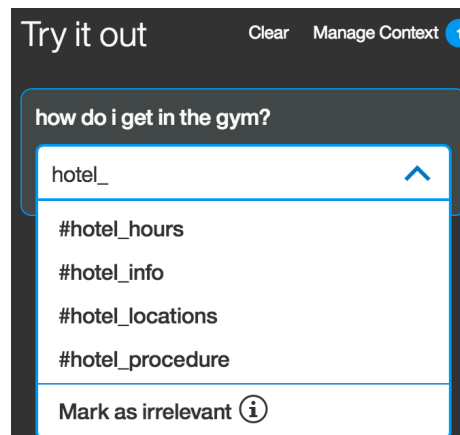 Try it out Clear Manage Context
how do i get in the gym?
hotel_
#hotel_hours
#hotel_info
#hotel_locations
#hotel_procedure
Mark as irrelevant